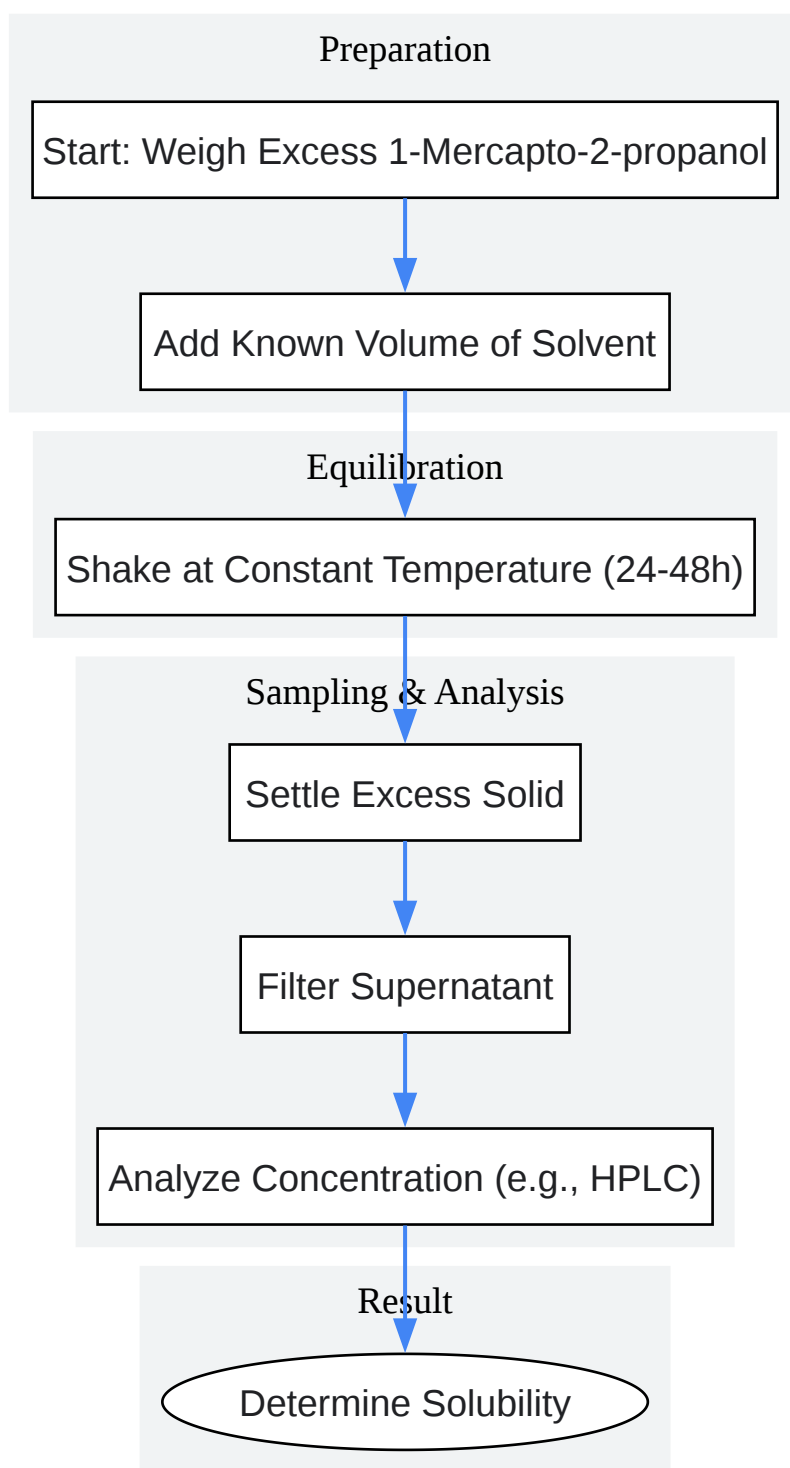 Preparation
Start: Weigh Excess 1-Mercapto-2-propanol
Add Known Volume of Solvent
Equilibration
Shake at Constant Temperature (24-48h)
Sampling & Analysis
Settle Excess Solid
Filter Supernatant
Analyze Concentration (e.g., HPLC)
Result
Determine Solubility